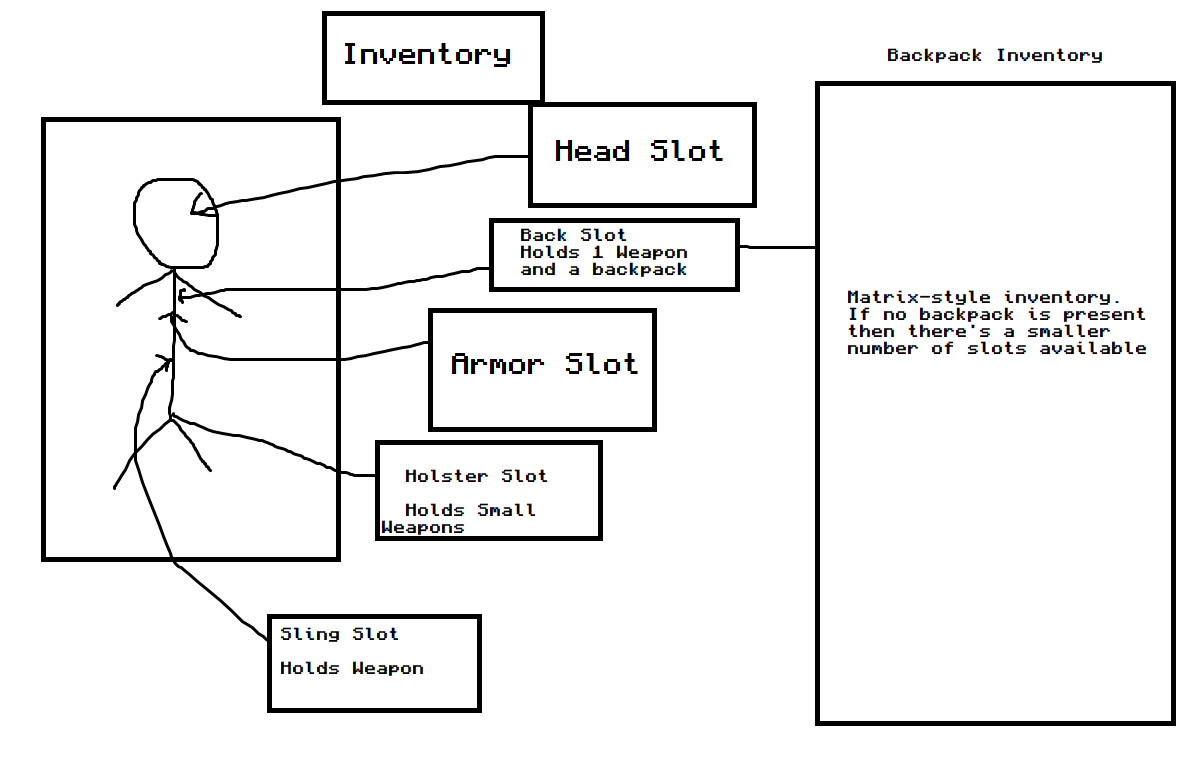 Inventory
Backpack Inventory
Head Slot
Back Slot
Holds 1 Weapon
and a backpack
Matrix-style inventory.
If no backpack is present
then there's a smaller
number of slots available
Armor Slot
Holster Slot
Holds Small
Weapons
Sling Slot
Holds Weapon